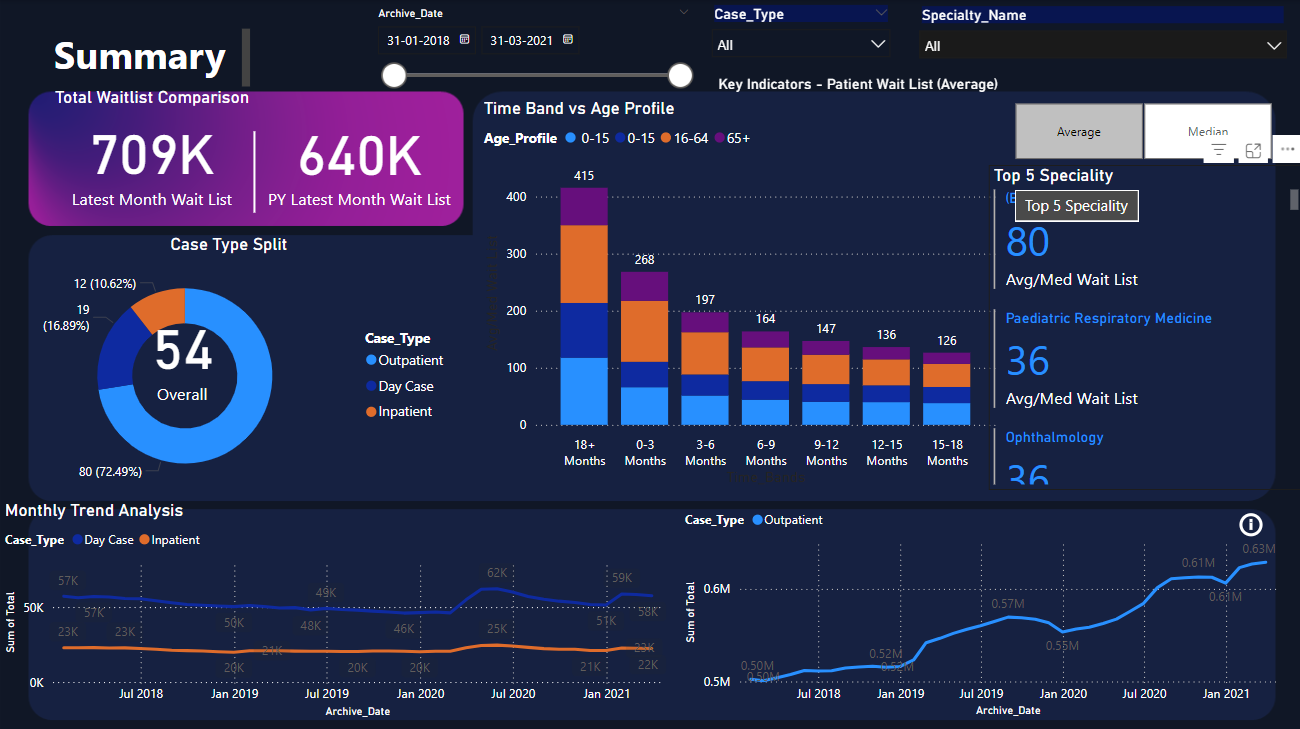 Summary
Archive_Date
31-01-2018
31-03-2021
Case_Type
All
Specialty_Name
All
Key Indicators - Patient Wait List (Average)
Total Waitlist Comparison
709K
Latest Month Wait List
640K
PY Latest Month Wait List
Time Band vs Age Profile
Age_Profile 0-15 0-15 16-64 65+
400
300
200
100
0
415
268
197
164
147
136
126
18+ Months
0-3 Months
3-6 Months
6-9 Months
9-12 Months
12-15 Months
15-18 Months
Average
Median
Top 5 Speciality
Top 5 Speciality
80
Avg/Med Wait List
Paediatric Respiratory Medicine
36
Avg/Med Wait List
Ophthalmology
36
Case Type Split
12 (10.62%)
19
(16.89%)
54
Overall
80 (72.49%)
Case_Type
Outpatient
Day Case
Inpatient
Monthly Trend Analysis
Case_Type Day Case Inpatient
Sum of Total
50K
0K
57K
57K
23K
23K
50K
20K
21K
49K
48K
20K
46K
20K
62K
25K
59K
51K
58K
21K
23K
22K
Jul 2018
Jan 2019
Jul 2019
Jan 2020
Jul 2020
Jan 2021
Archive_Date
Case_Type Outpatient
Sum of Total
0.6M
0.5M
0.50M
0.50M
0.52M
0.52M
0.57M
0.55M
0.61M
0.61M
0.63M
Jul 2018
Jan 2019
Jul 2019
Jan 2020
Jul 2020
Jan 2021
Archive_Date